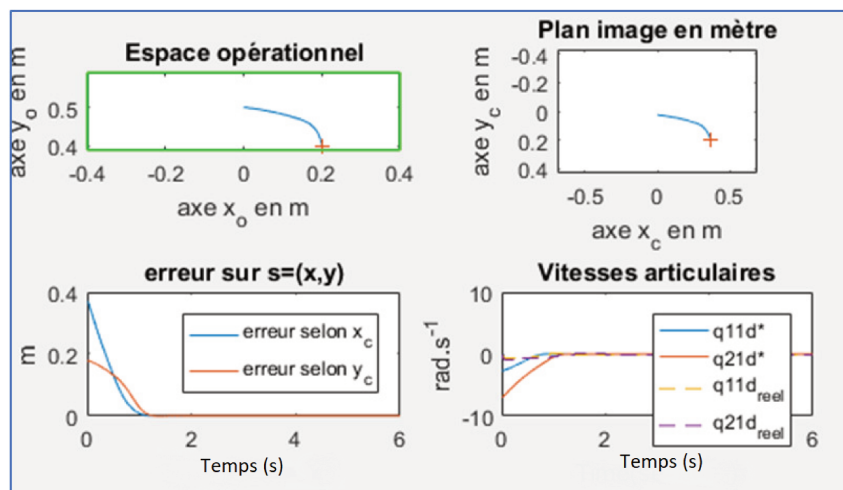 Espace opérationnel
axe y_o en m
0.5
0.4
-0.4 -0.2 0 0.2 0.4
axe x_o en m
Plan image en mètre
axe y_c en m
-0.4
-0.2
0
0.2
0.4
-0.5 0 0.5
axe x_c en m
erreur sur s=(x,y)
m
0.4
0.2
0
erreur selon x_c
erreur selon y_c
0 2 4 6
Temps (s)
Vitesses articulaires
rad.s^-1
10
0
-10
q11d*
q21d*
q11d_reel
q21d_reel
0 2 4 6
Temps (s)